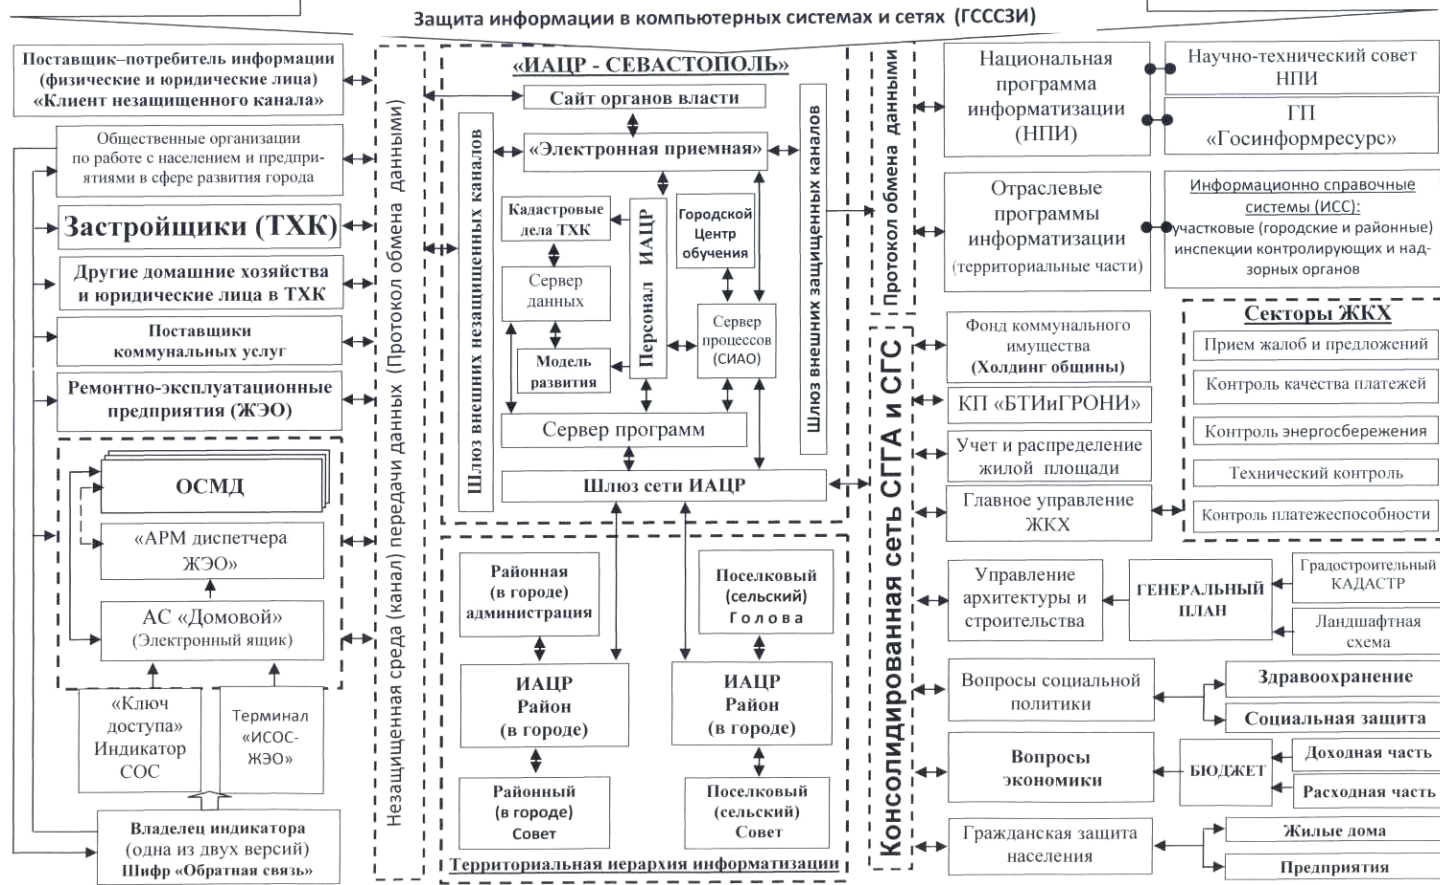 Защита информации в компьютерных системах и сетях (ГСССЗИ)
Поставщик–потребитель информации
(физические и юридические лица)
«Клиент незащищенного канала»
Общественные организации
по работе с населением и предпри-
ятиями в сфере развития города
Застройщики (ТХК)
Другие домашние хозяйства
и юридические лица в ТХК
Поставщики
коммунальных услуг
Ремонтно-эксплуатационные
предприятия (ЖЭО)
ОСМД
«АРМ диспетчера
ЖЭО»
АС «Домовой»
(Электронный ящик)
«Ключ
доступа»
Индикатор
СОС
Терминал
«ИСОС-
ЖЭО»
Владелец индикатора
(одна из двух версий)
Шифр «Обратная связь»
Незащищенная среда (канал) передачи данных (Протокол обмена данными)
«ИАЦР - СЕВАСТОПОЛЬ»
Сайт органов власти
«Электронная приемная»
Шлюз внешних незащищенных каналов
Кадастровые
дела ТХК
Сервер
данных
Модель
развития
Персонал ИАЦР
Городской
Центр
обучения
Сервер
процессов
(СИАО)
Сервер программ
Шлюз сети ИАЦР
Шлюз внешних защищенных каналов
Районная
(в городе)
администрация
Поселковый
(сельский)
Голова
ИАЦР
Район
(в городе)
ИАЦР
Район
(в городе)
Районный
(в городе)
Совет
Поселковый
(сельский)
Совет
Территориальная иерархия информатизации
Протокол обмена данными
Консолидированная сеть СГГА и СГС
Национальная
программа
информатизации
(НПИ)
Научно-технический совет
НПИ
ГП
«Госинформресурс»
Отраслевые
программы
информатизации
(территориальные части)
Информационно справочные
системы (ИСС):
участковые (городские и районные)
инспекции контролирующих и над-
зорных органов
Фонд коммунального
имущества
(Холдинг общины)
КП «БТИиГРОНИ»
Учет и распределение
жилой площади
Главное управление
ЖКХ
Секторы ЖКХ
Прием жалоб и предложений
Контроль качества платежей
Контроль энергосбережения
Технический контроль
Контроль платежеспособности
Управление
архитектуры и
строительства
ГЕНЕРАЛЬНЫЙ
ПЛАН
Градостроительный
КАДАСТР
Ландшафтная
схема
Вопросы социальной
политики
Здравоохранение
Социальная защита
Вопросы
экономики
БЮДЖЕТ
Доходная часть
Расходная часть
Гражданская защита
населения
Жилые дома
Предприятия